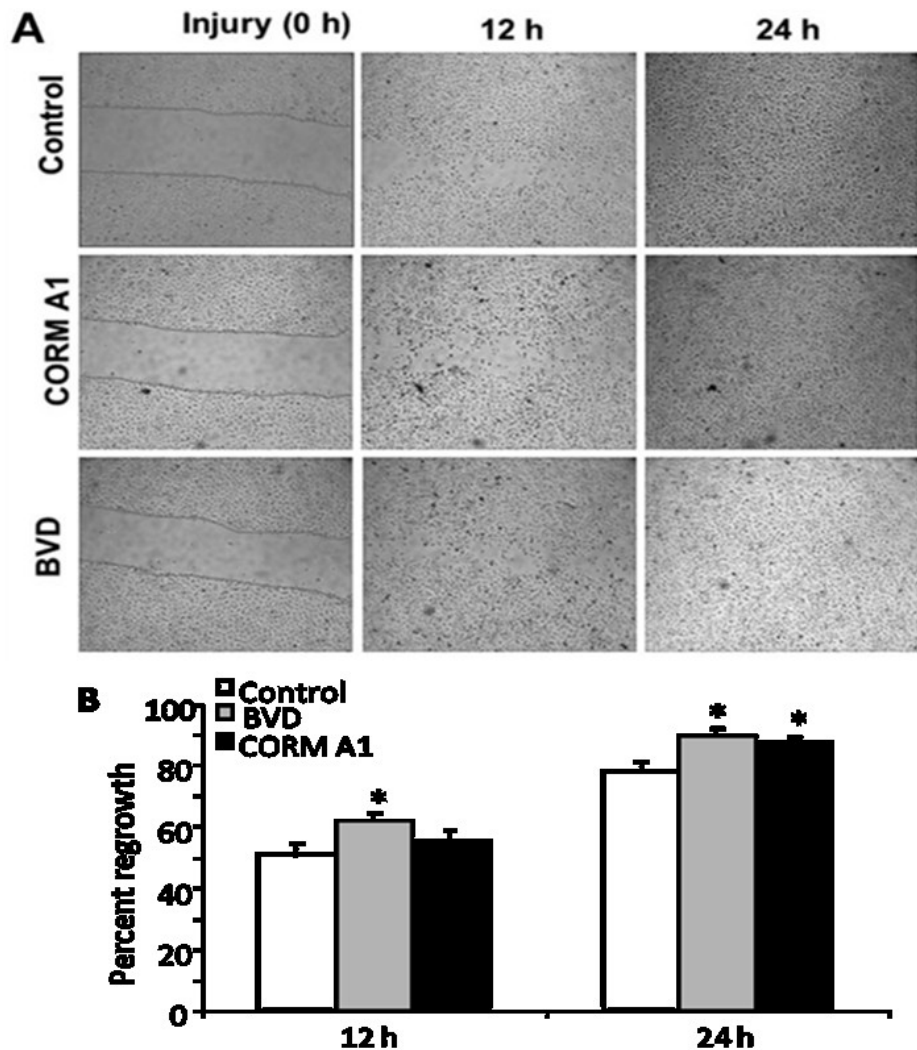 A
Injury (0 h) 12 h 24 h
Control
CORM A1
BVD
B
Control
BVD
CORM A1
Percent regrowth
100
80
60
40
20
0
*
* *
12 h 24 h